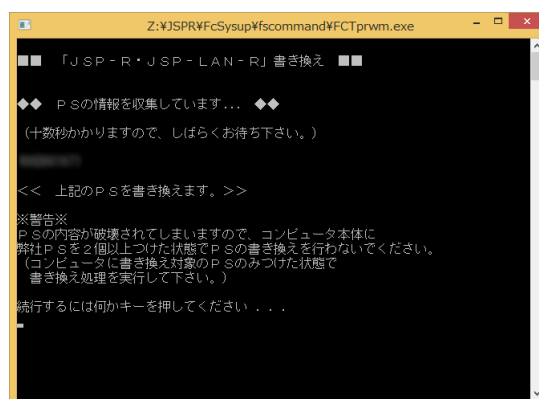 Z:¥JSPR¥FcSysup¥fscommand¥FCTprwm.exe
■■　「ＪＳＰ－Ｒ・ＪＳＰ－ＬＡＮ－Ｒ」書き換え　■■
◆◆　ＰＳの情報を収集しています...　◆◆
（十数秒かかりますので、しばらくお待ち下さい。）
<<　上記のＰＳを書き換えます。>>
※警告※
ＰＳの内容が破壊されてしまいますので、コンピュータ本体に
弊社ＰＳを２個以上つけた状態でＰＳの書き換えを行わないでください。
（コンピュータに書き換え対象のＰＳのみつけた状態で
　書き換え処理を実行して下さい。）
続行するには何かキーを押してください . . .